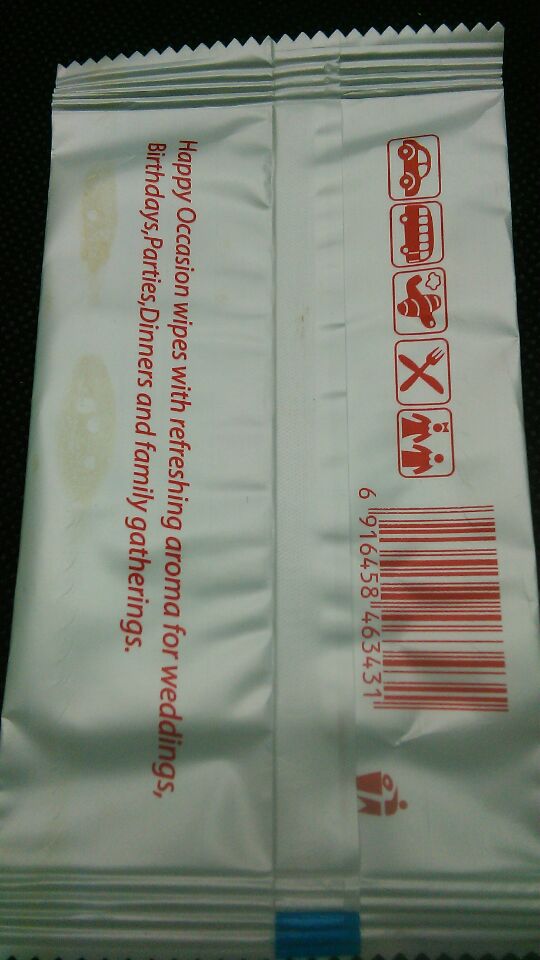 Happy Occasion wipes with refreshing aroma for weddings,
Birthdays,Parties,Dinners and family gatherings.
6 916458 463431